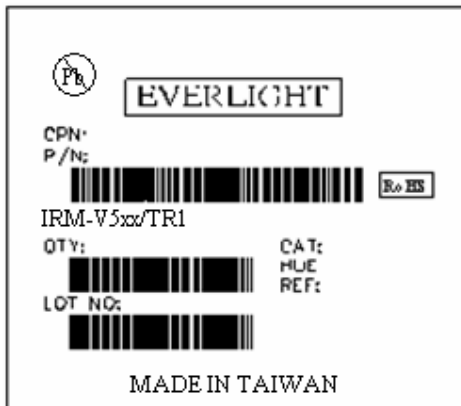 Pb
EVERLIGHT
CPN:
P/N:
RoHS
IRM-V5xx/TR1
QTY:
CAT:
HUE
REF:
LOT NO:
MADE IN TAIWAN